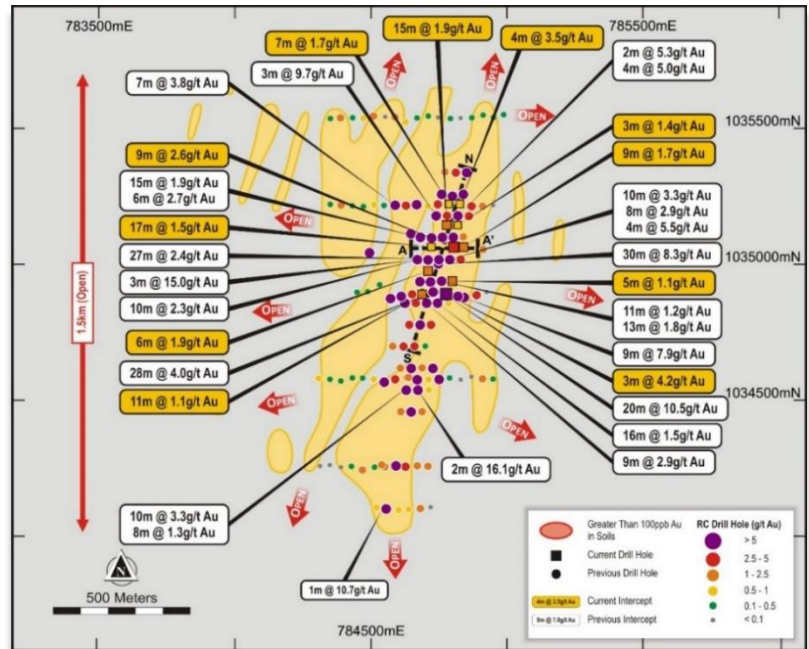 783500mE
785500mE
15m @ 1.9g/t Au
7m @ 1.7g/t Au
4m @ 3.5g/t Au
3m @ 9.7g/t Au
2m @ 5.3g/t Au
4m @ 5.0g/t Au
7m @ 3.8g/t Au
OPEN
OPEN
OPEN
1035500mN
3m @ 1.4g/t Au
9m @ 2.6g/t Au
9m @ 1.7g/t Au
N
15m @ 1.9g/t Au
6m @ 2.7g/t Au
10m @ 3.3g/t Au
8m @ 2.9g/t Au
4m @ 5.5g/t Au
OPEN
17m @ 1.5g/t Au
A
A'
27m @ 2.4g/t Au
30m @ 8.3g/t Au
1035000mN
3m @ 15.0g/t Au
5m @ 1.1g/t Au
10m @ 2.3g/t Au
OPEN
OPEN
11m @ 1.2g/t Au
13m @ 1.8g/t Au
1.5km (Open)
6m @ 1.9g/t Au
9m @ 7.9g/t Au
28m @ 4.0g/t Au
S
3m @ 4.2g/t Au
11m @ 1.1g/t Au
20m @ 10.5g/t Au
1034500mN
OPEN
OPEN
16m @ 1.5g/t Au
2m @ 16.1g/t Au
9m @ 2.9g/t Au
10m @ 3.3g/t Au
8m @ 1.3g/t Au
OPEN
OPEN
1m @ 10.7g/t Au
N
500 Meters
784500mE
Greater Than 100ppb Au
in Soils
Current Drill Hole
Previous Drill Hole
Current Intercept
Previous Intercept
RC Drill Hole (g/t Au)
> 5
2.5 - 5
1 - 2.5
0.5 - 1
0.1 - 0.5
< 0.1